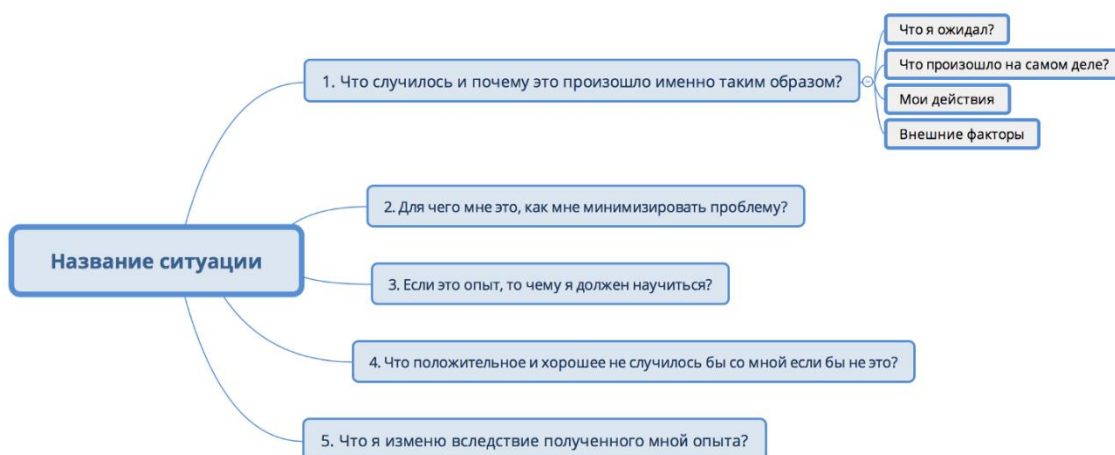 Название ситуации
1. Что случилось и почему это произошло именно таким образом?
Что я ожидал?
Что произошло на самом деле?
Мои действия
Внешние факторы
2. Для чего мне это, как мне минимизировать проблему?
3. Если это опыт, то чему я должен научиться?
4. Что положительное и хорошее не случилось бы со мной если бы не это?
5. Что я изменю вследствие полученного мной опыта?